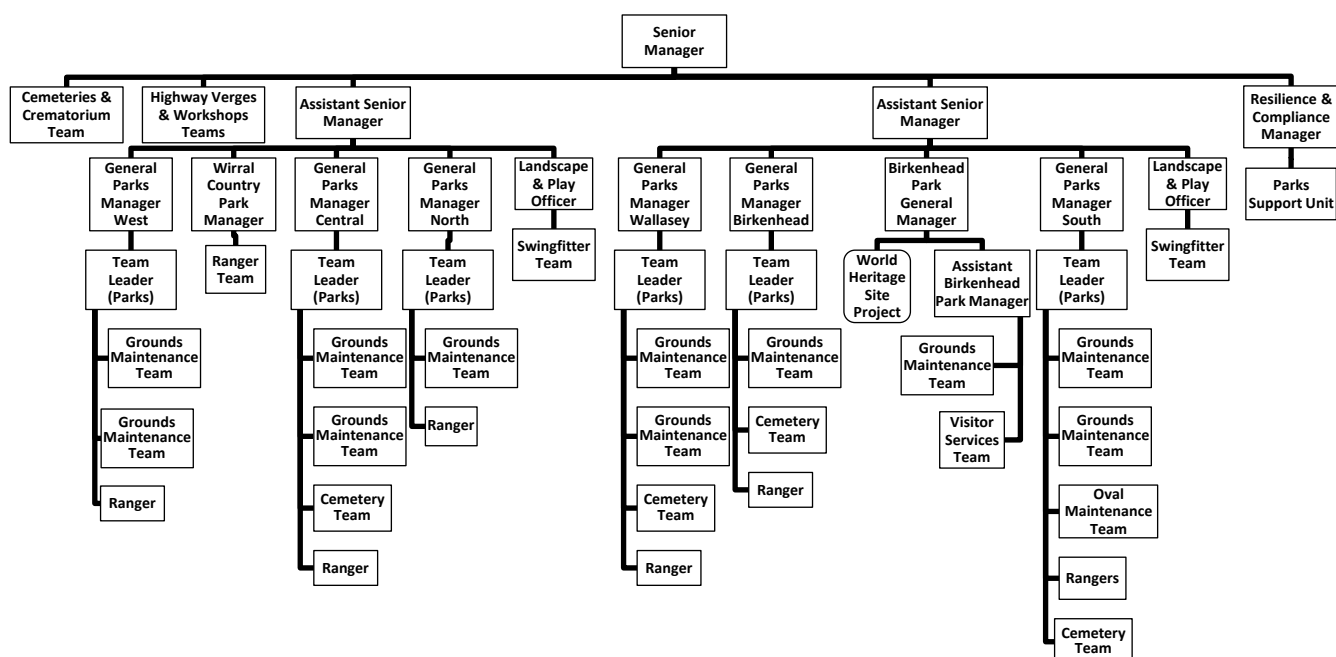 Senior
Manager
Cemeteries &
Crematorium
Team
Highway Verges
& Workshops
Teams
Assistant Senior
Manager
Assistant Senior
Manager
Resilience &
Compliance
Manager
General
Parks
Manager
West
Wirral
Country
Park
Manager
General
Parks
Manager
Central
General
Parks
Manager
North
Landscape
& Play
Officer
General
Parks
Manager
Wallasey
General
Parks
Manager
Birkenhead
Birkenhead
Park
General
Manager
General
Parks
Manager
South
Landscape
& Play
Officer
Parks
Support Unit
Team
Leader
(Parks)
Ranger
Team
Team
Leader
(Parks)
Team
Leader
(Parks)
Swingfitter
Team
Team
Leader
(Parks)
Team
Leader
(Parks)
World
Heritage
Site
Project
Assistant
Birkenhead
Park Manager
Team
Leader
(Parks)
Swingfitter
Team
Grounds
Maintenance
Team
Grounds
Maintenance
Team
Ranger
Grounds
Maintenance
Team
Grounds
Maintenance
Team
Cemetery
Team
Ranger
Grounds
Maintenance
Team
Ranger
Grounds
Maintenance
Team
Grounds
Maintenance
Team
Cemetery
Team
Ranger
Grounds
Maintenance
Team
Cemetery
Team
Ranger
Grounds
Maintenance
Team
Visitor
Services
Team
Grounds
Maintenance
Team
Grounds
Maintenance
Team
Oval
Maintenance
Team
Rangers
Cemetery
Team